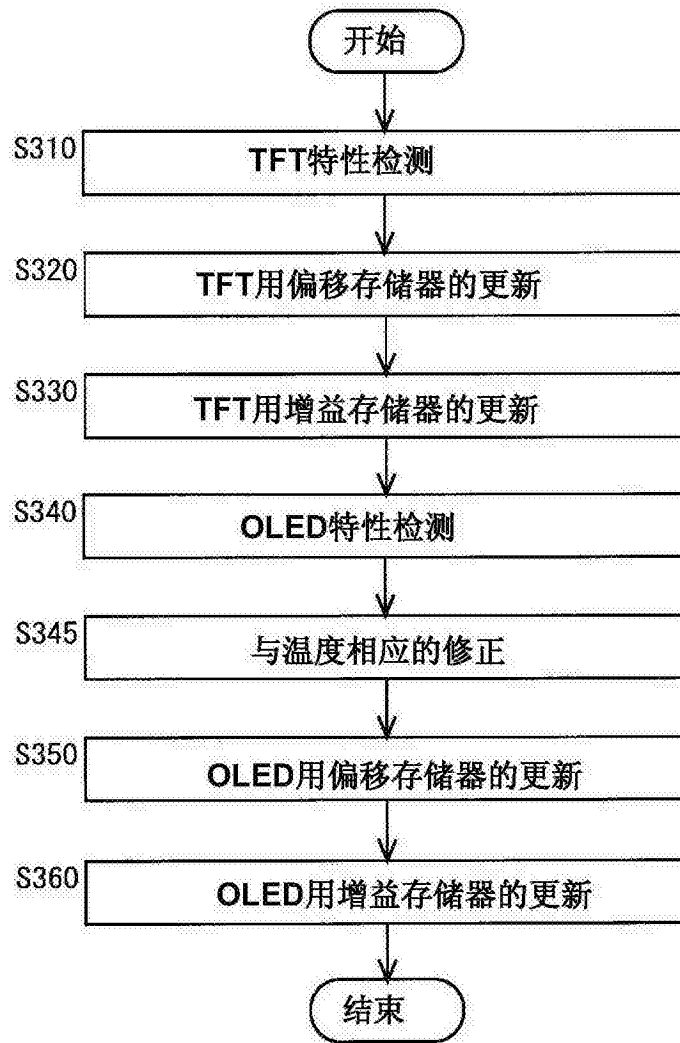 开始
S310
TFT特性检测
S320
TFT用偏移存储器的更新
S330
TFT用增益存储器的更新
S340
OLED特性检测
S345
与温度相应的修正
S350
OLED用偏移存储器的更新
S360
OLED用增益存储器的更新
结束